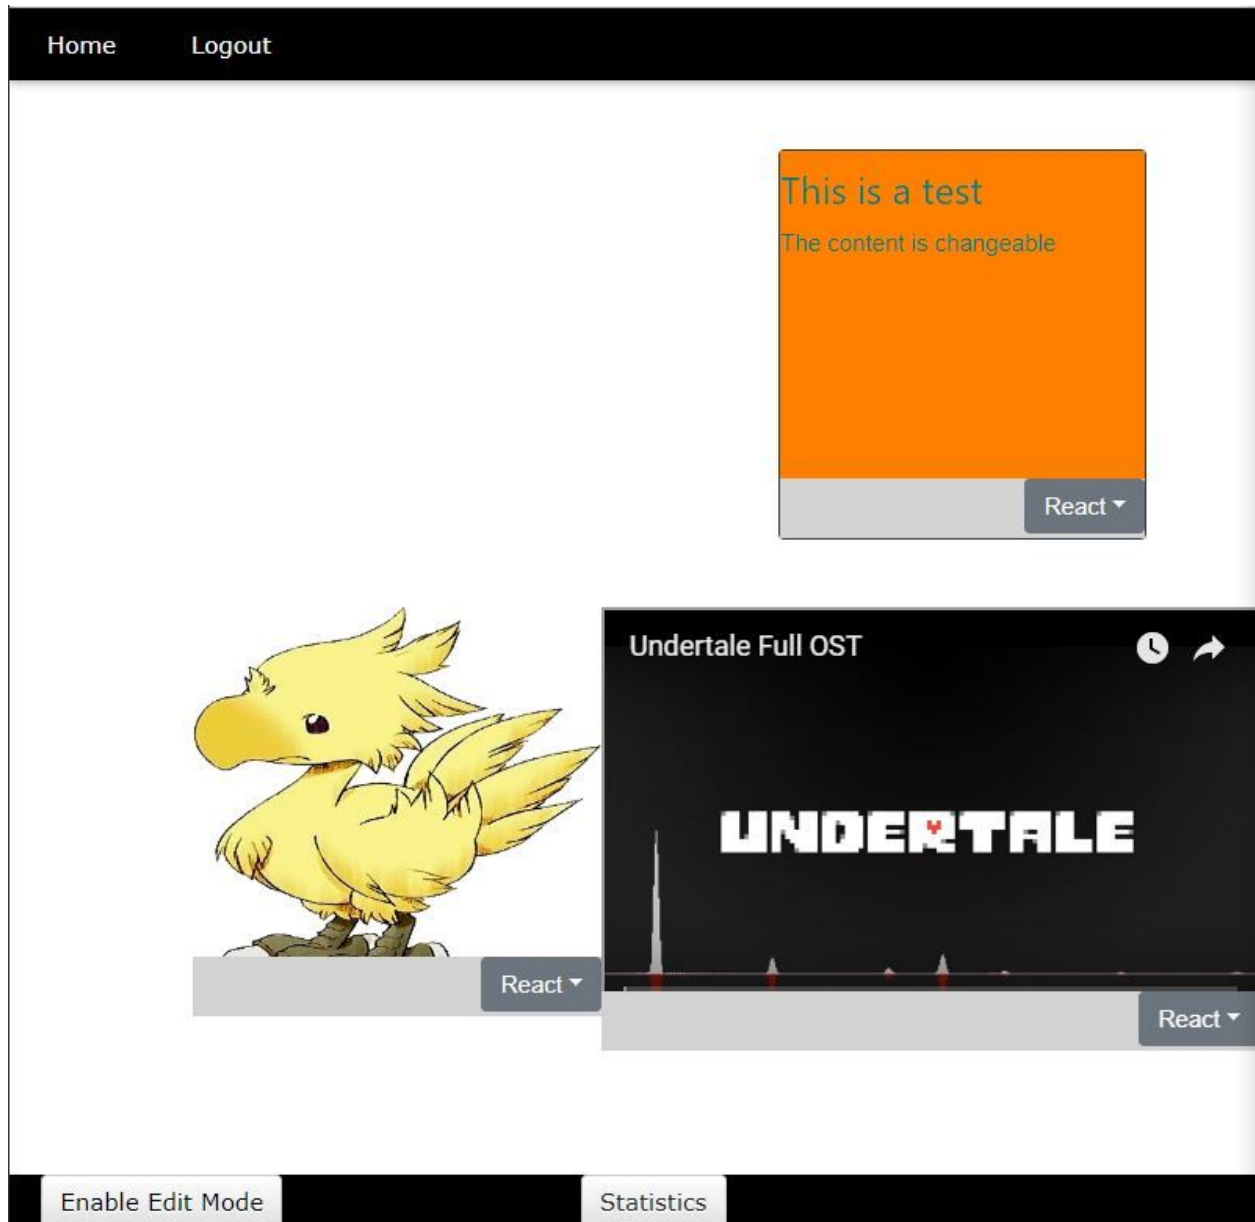 Home Logout
This is a test
The content is changeable
React
Undertale Full OST
UNDERTALE
React
React
Enable Edit Mode Statistics